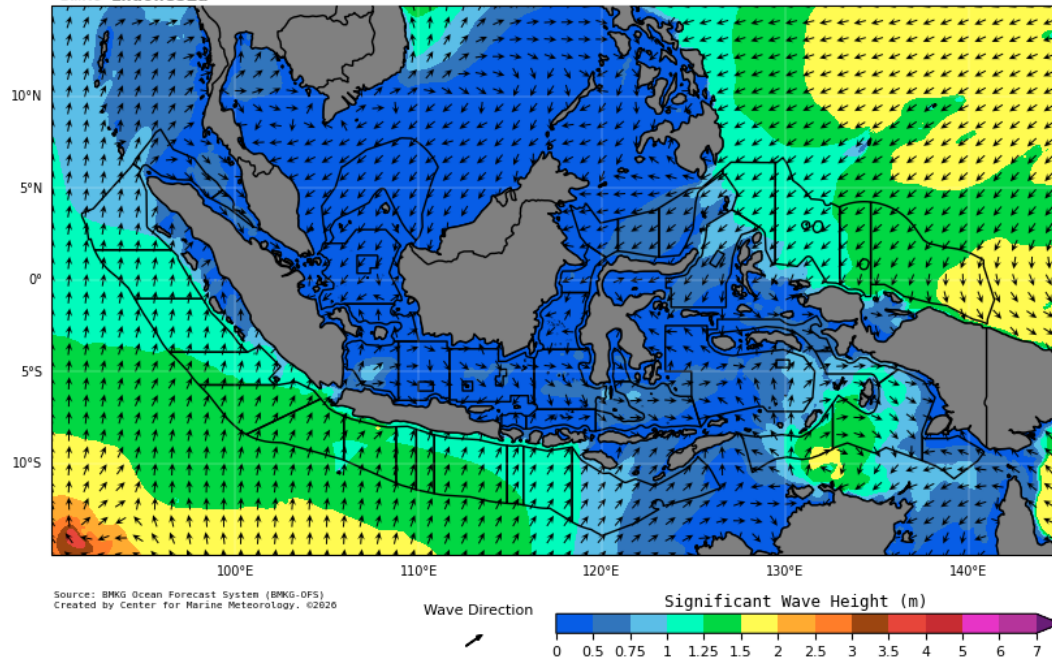 10°N
5°N
0°
5°S
10°S
100°E 110°E 120°E 130°E 140°E
Source: BMKG Ocean Forecast System (BMKG-OFS)
Created by Center for Marine Meteorology. ©2026
Wave Direction
Significant Wave Height (m)
0 0.5 0.75 1 1.25 1.5 2 2.5 3 3.5 4 5 6 7